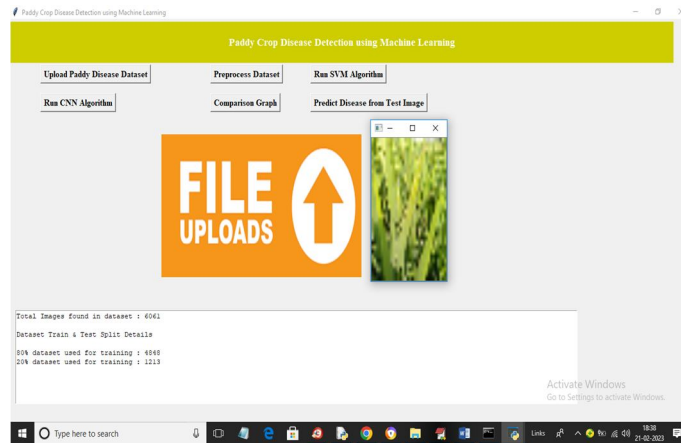 Paddy Crop Disease Detection using Machine Learning
Paddy Crop Disease Detection using Machine Learning
Upload Paddy Disease Dataset
Preprocess Dataset
Run SVM Algorithm
Run CNN Algorithm
Comparison Graph
Predict Disease from Test Image
FILE
UPLOADS
Total Images found in dataset : 6061
Dataset Train & Test Split Details
80% dataset used for training : 4848
20% dataset used for training : 1213
Activate Windows
Go to Settings to activate Windows.
Type here to search
Links
18:38
21-02-2023